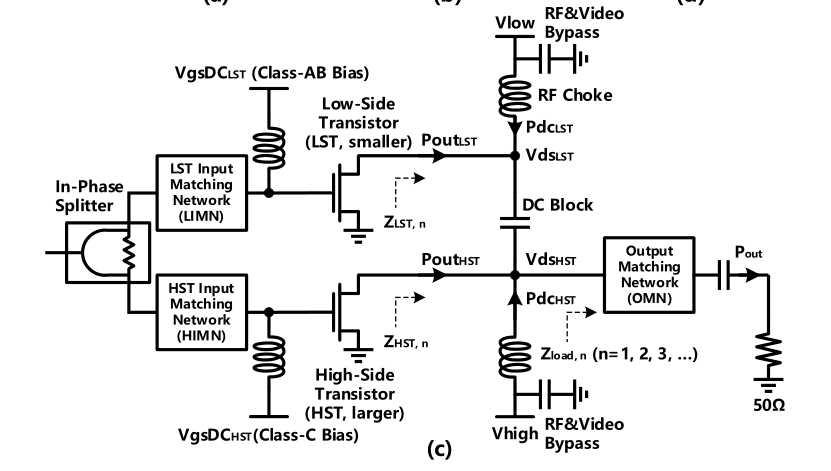 Vlow
RF&Video
Bypass
VgsDCLST (Class-AB Bias)
RF Choke
Low-Side
Transistor
(LST, smaller)
PdcLST
PoutLST
VdsLST
LST Input
Matching
Network
(LIMN)
In-Phase
Splitter
ZLST, n
DC Block
PoutHST
VdsHST
Output
Matching
Network
(OMN)
Pout
HST Input
Matching
Network
(HIMN)
PdcHST
ZHST, n
Zload, n (n= 1, 2, 3, ...)
High-Side
Transistor
(HST, larger)
50Ω
VgsDCHST(Class-C Bias)
Vhigh
RF&Video
Bypass
(c)